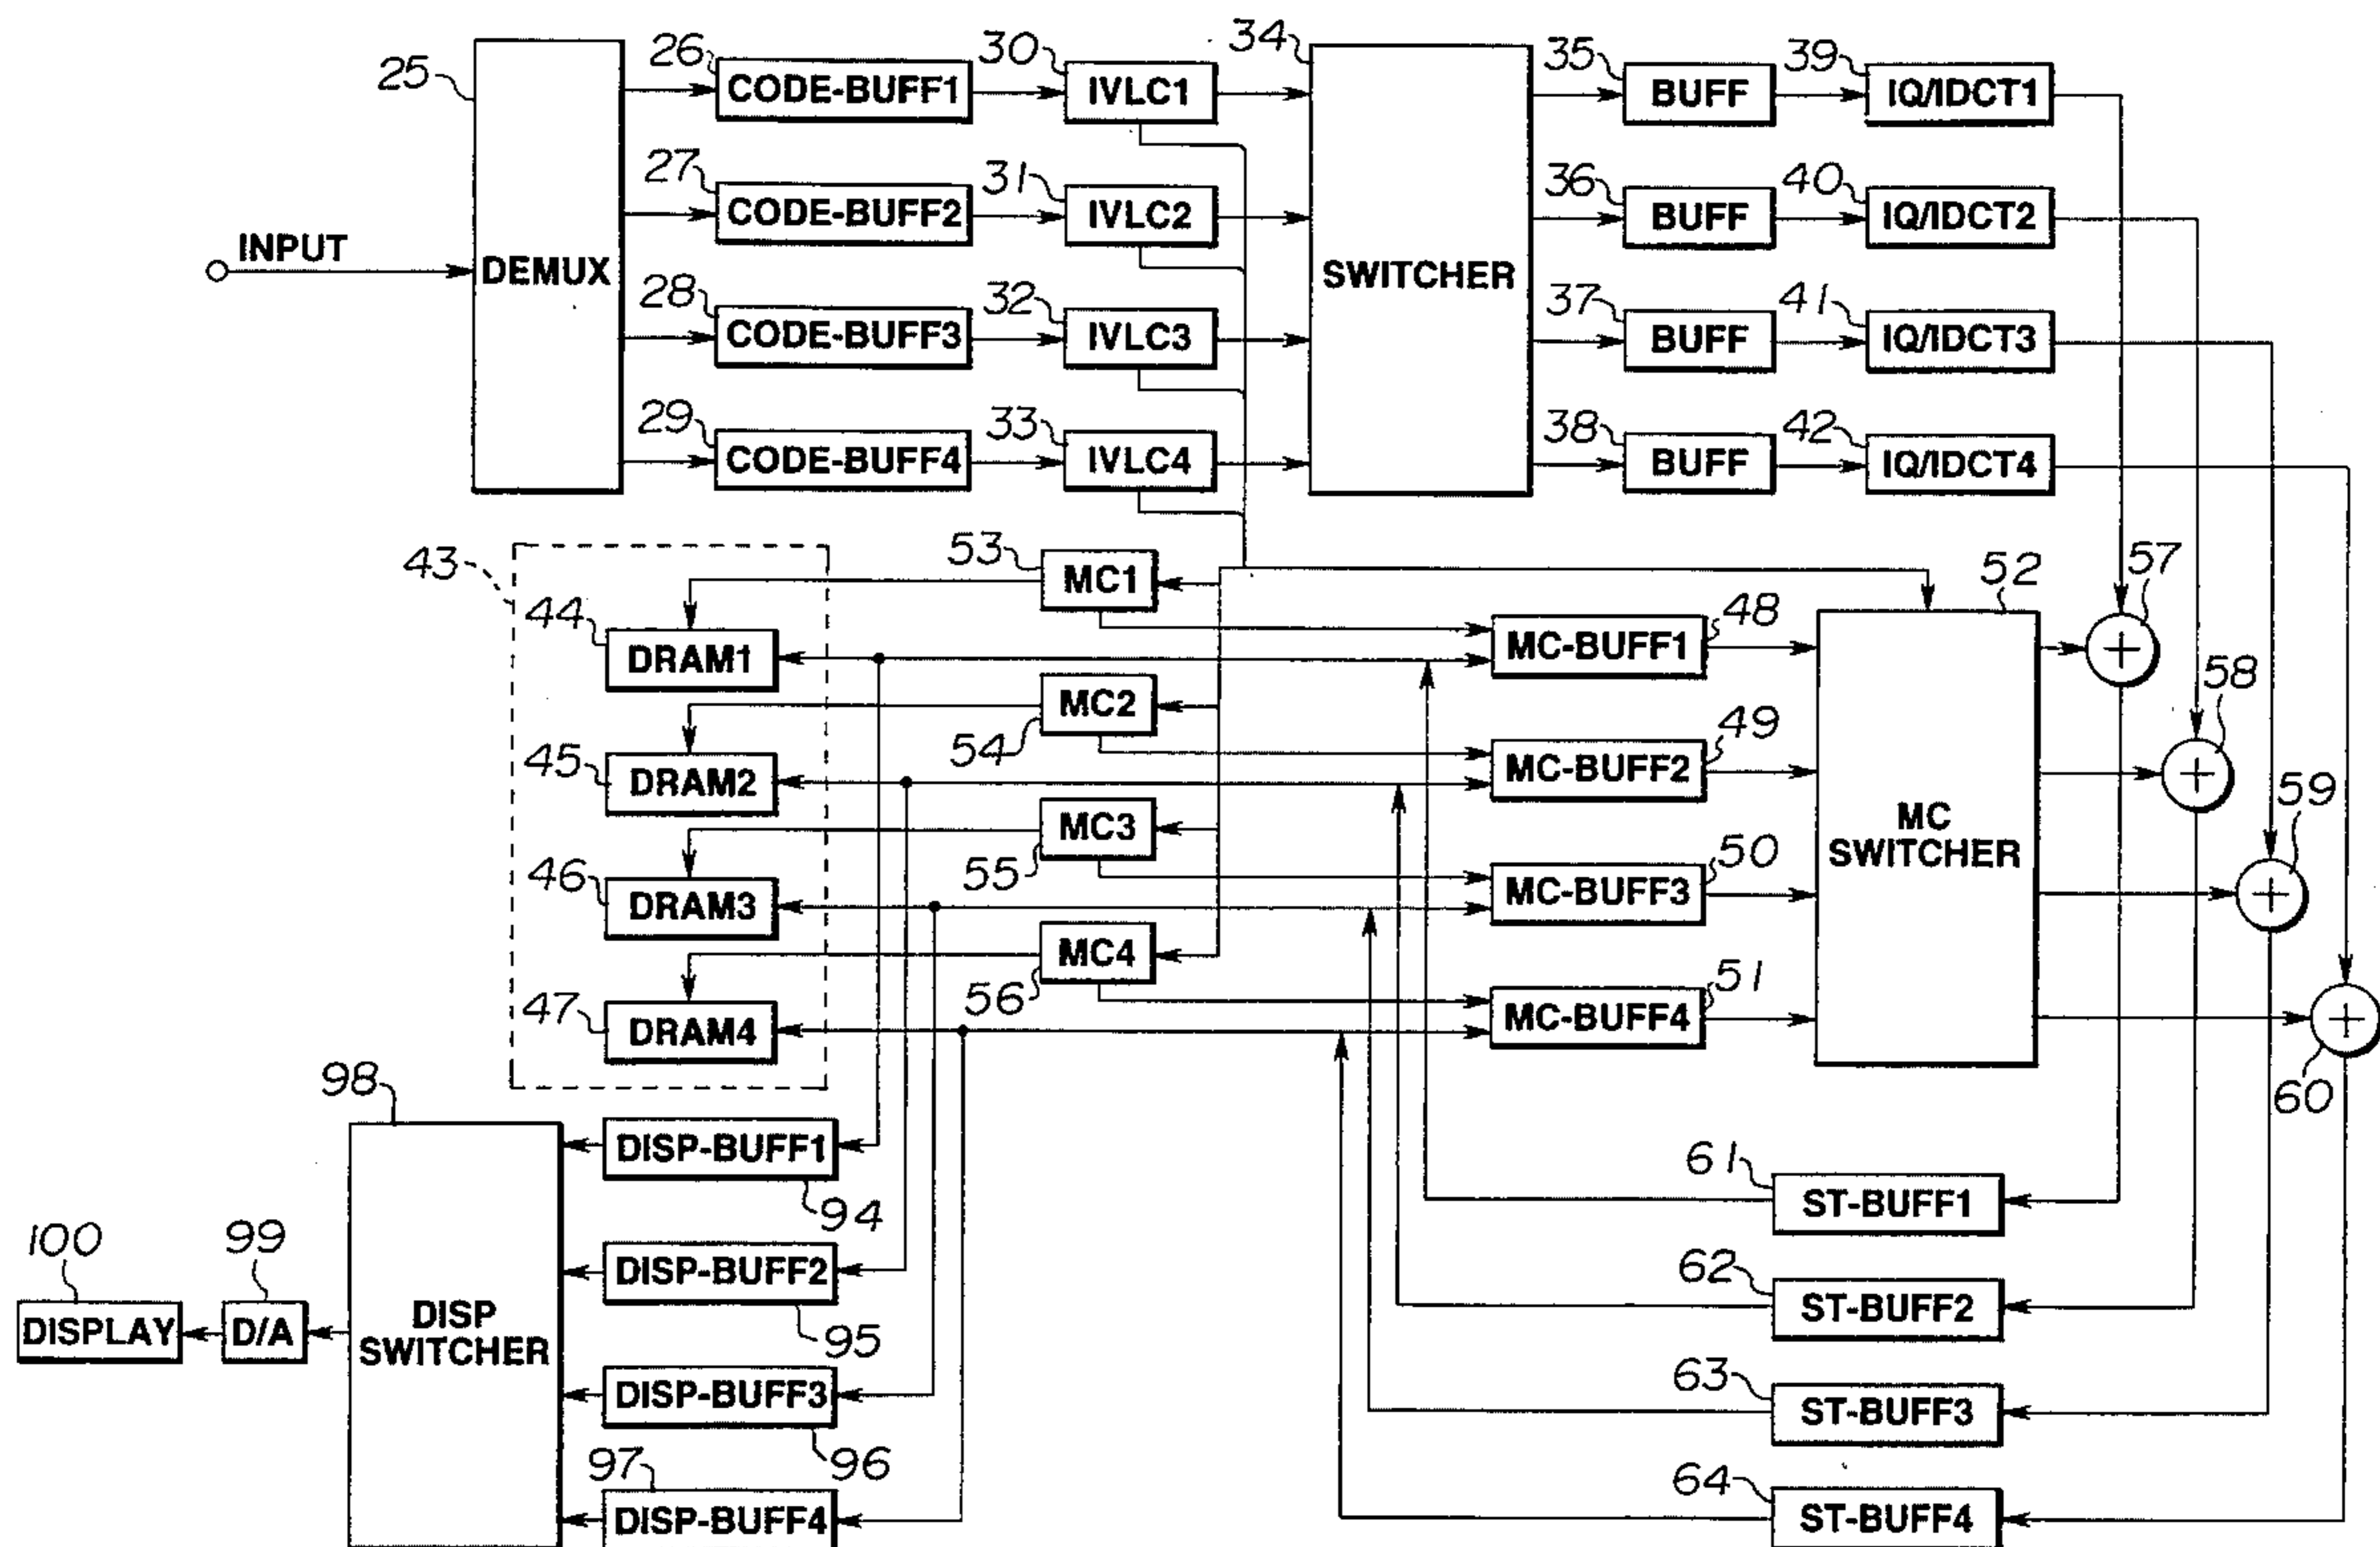 25
26
30
34
35
39
CODE-BUFF1
IVLC1
BUFF
IQ/IDCT1
27
31
36
40
CODE-BUFF2
IVLC2
BUFF
IQ/IDCT2
INPUT
DEMUX
SWITCHER
28
32
37
41
CODE-BUFF3
IVLC3
BUFF
IQ/IDCT3
29
33
38
42
CODE-BUFF4
IVLC4
BUFF
IQ/IDCT4
43
53
MC1
52
57
44
48
DRAM1
MC-BUFF1
+
MC2
58
54
49
45
DRAM2
MC-BUFF2
+
MC3
59
MC
SWITCHER
55
50
46
DRAM3
MC-BUFF3
+
MC4
56
51
47
DRAM4
MC-BUFF4
+
60
98
DISP-BUFF1
94
61
ST-BUFF1
100
99
DISP-BUFF2
95
62
ST-BUFF2
DISPLAY
D/A
DISP
SWITCHER
DISP-BUFF3
96
63
ST-BUFF3
97
DISP-BUFF4
64
ST-BUFF4